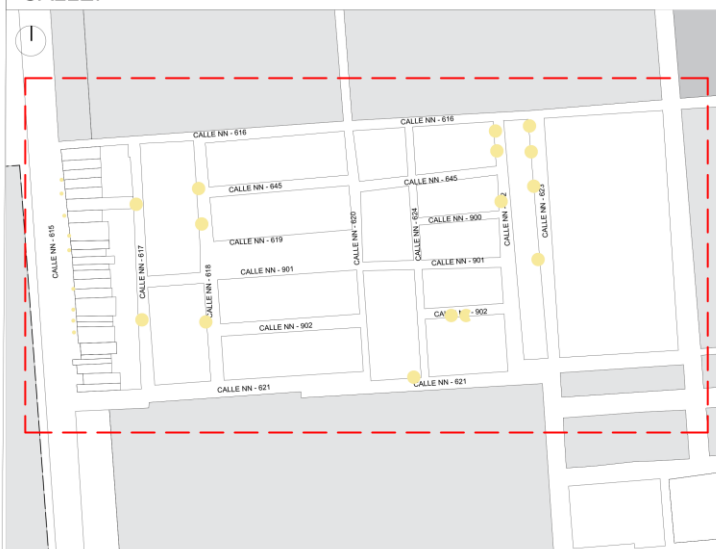 CALLE NN - 616
CALLE NN - 616
CALLE NN - 645
CALLE NN - 645
CALLE NN - 619
CALLE NN - 900
CALLE NN - 615
CALLE NN - 617
CALLE NN - 618
CALLE NN - 620
CALLE NN - 624
CALLE NN - 623
CALLE NN - 901
CALLE NN - 901
CALLE NN - 902
902
CALLE NN - 621
CALLE NN - 621